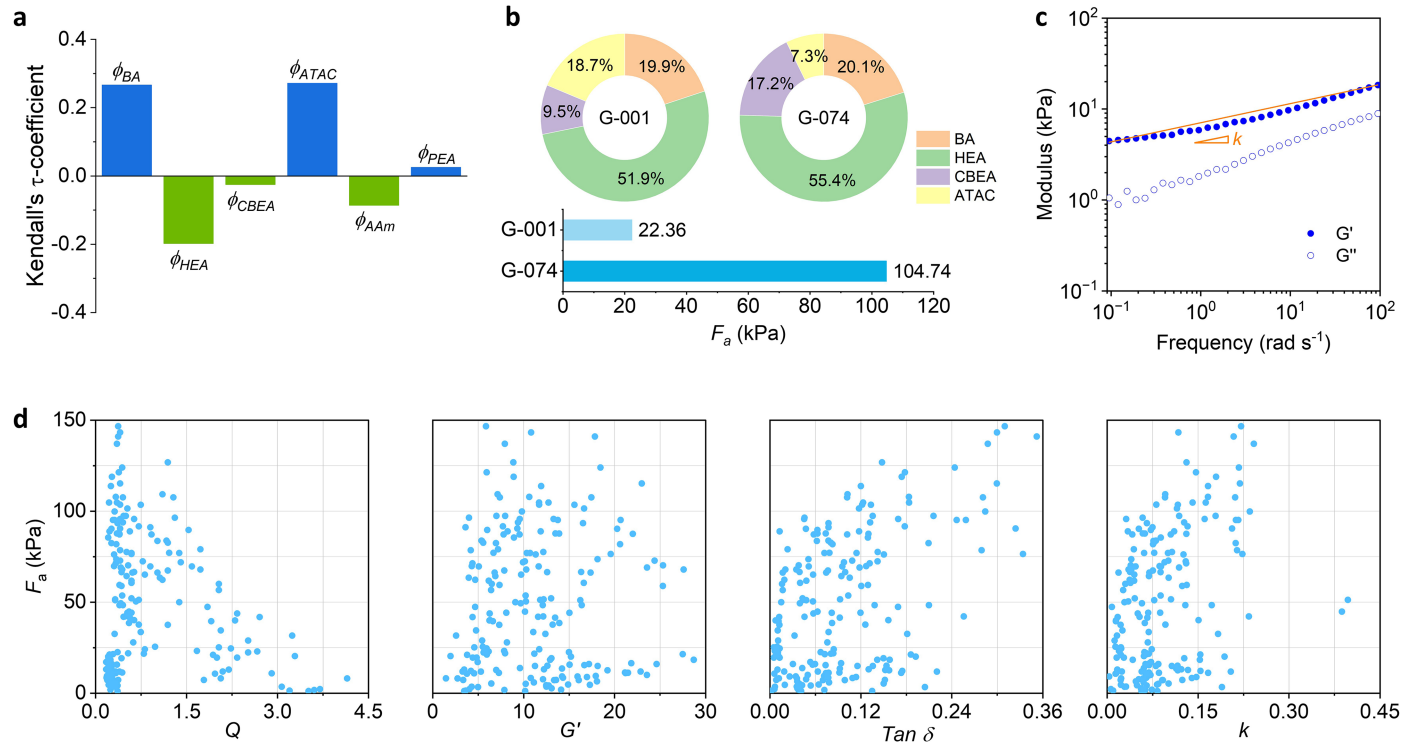 a
Kendall's τ-coefficient
0.4
0.2
0.0
-0.2
-0.4
ϕBA
ϕHEA
ϕCBEA
ϕATAC
ϕAAm
ϕPEA
b
18.7%
19.9%
9.5%
51.9%
G-001
7.3%
20.1%
17.2%
55.4%
G-074
BA
HEA
CBEA
ATAC
G-001
22.36
G-074
104.74
0
20
40
60
80
100
120
Fa (kPa)
c
Modulus (kPa)
10²
10¹
10⁰
10⁻¹
k
G'
G''
10⁻¹
10⁰
10¹
10²
Frequency (rad s⁻¹)
d
Fa (kPa)
150
100
50
0
0.0
1.5
3.0
4.5
Q
0
10
20
30
G'
0.00
0.12
0.24
0.36
Tan δ
0.00
0.15
0.30
0.45
k